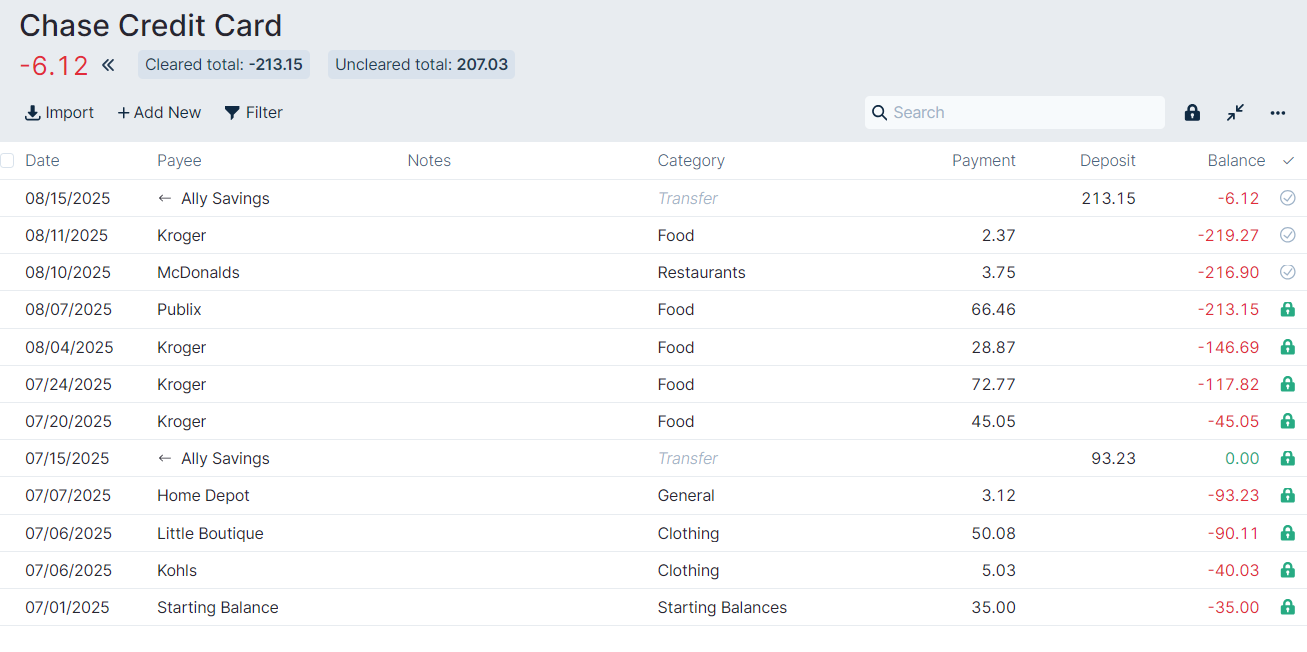 Chase Credit Card
-6.12 Cleared total: -213.15 Uncleared total: 207.03
Import + Add New Filter Search
Date Payee Notes Category Payment Deposit Balance
08/15/2025 ← Ally Savings Transfer 213.15 -6.12
08/11/2025 Kroger Food 2.37 -219.27
08/10/2025 McDonalds Restaurants 3.75 -216.90
08/07/2025 Publix Food 66.46 -213.15
08/04/2025 Kroger Food 28.87 -146.69
07/24/2025 Kroger Food 72.77 -117.82
07/20/2025 Kroger Food 45.05 -45.05
07/15/2025 ← Ally Savings Transfer 93.23 0.00
07/07/2025 Home Depot General 3.12 -93.23
07/06/2025 Little Boutique Clothing 50.08 -90.11
07/06/2025 Kohls Clothing 5.03 -40.03
07/01/2025 Starting Balance Starting Balances 35.00 -35.00